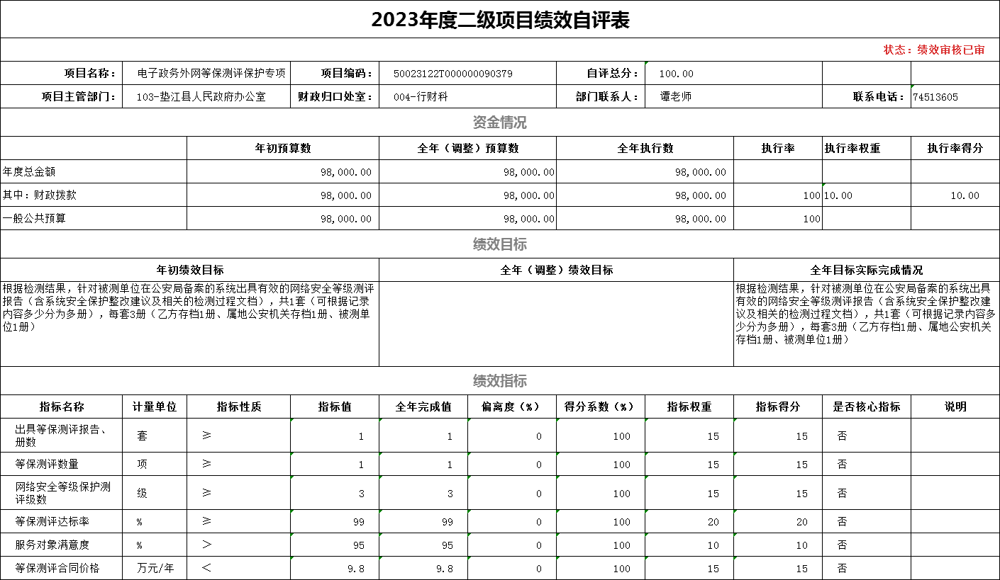 2023年度二级项目绩效自评表
状态：绩效审核已审
项目名称： 电子政务外网等保测评保护专项 项目编码： 50023122T000000090379 自评总分： 100.00
项目主管部门： 103-垫江县人民政府办公室 财政归口处室： 004-行财科 部门联系人： 谭老师 联系电话： 74513605
资金情况
年初预算数 全年（调整）预算数 全年执行数 执行率 执行率权重 执行率得分
年度总金额 98,000.00 98,000.00 98,000.00
其中：财政拨款 98,000.00 98,000.00 98,000.00 100 10.00 10.00
一般公共预算 98,000.00 98,000.00 98,000.00 100
绩效目标
年初绩效目标 全年（调整）绩效目标 全年目标实际完成情况
根据检测结果，针对被测单位在公安局备案的系统出具有效的网络安全等级测评
报告（含系统安全保护整改建议及相关的检测过程文档），共1套（可根据记录
内容多少分为多册），每套3册（乙方存档1册、属地公安机关存档1册、被测单
位1册）
根据检测结果，针对被测单位在公安局备案的系统出具
有效的网络安全等级测评报告（含系统安全保护整改建
议及相关的检测过程文档），共1套（可根据记录内容多
少分为多册），每套3册（乙方存档1册、属地公安机关
存档1册、被测单位1册）
绩效指标
指标名称 计量单位 指标性质 指标值 全年完成值 偏离度（%） 得分系数（%） 指标权重 指标得分 是否核心指标 说明
出具等保测评报告、
册数 套 ≥ 1 1 0 100 15 15 否
等保测评数量 项 ≥ 1 1 0 100 15 15 否
网络安全等级保护测
评级数 级 ≥ 3 3 0 100 15 15 否
等保测评达标率 % ≥ 99 99 0 100 20 20 否
服务对象满意度 % ＞ 95 95 0 100 10 10 否
等保测评合同价格 万元/年 ＜ 9.8 9.8 0 100 15 15 否